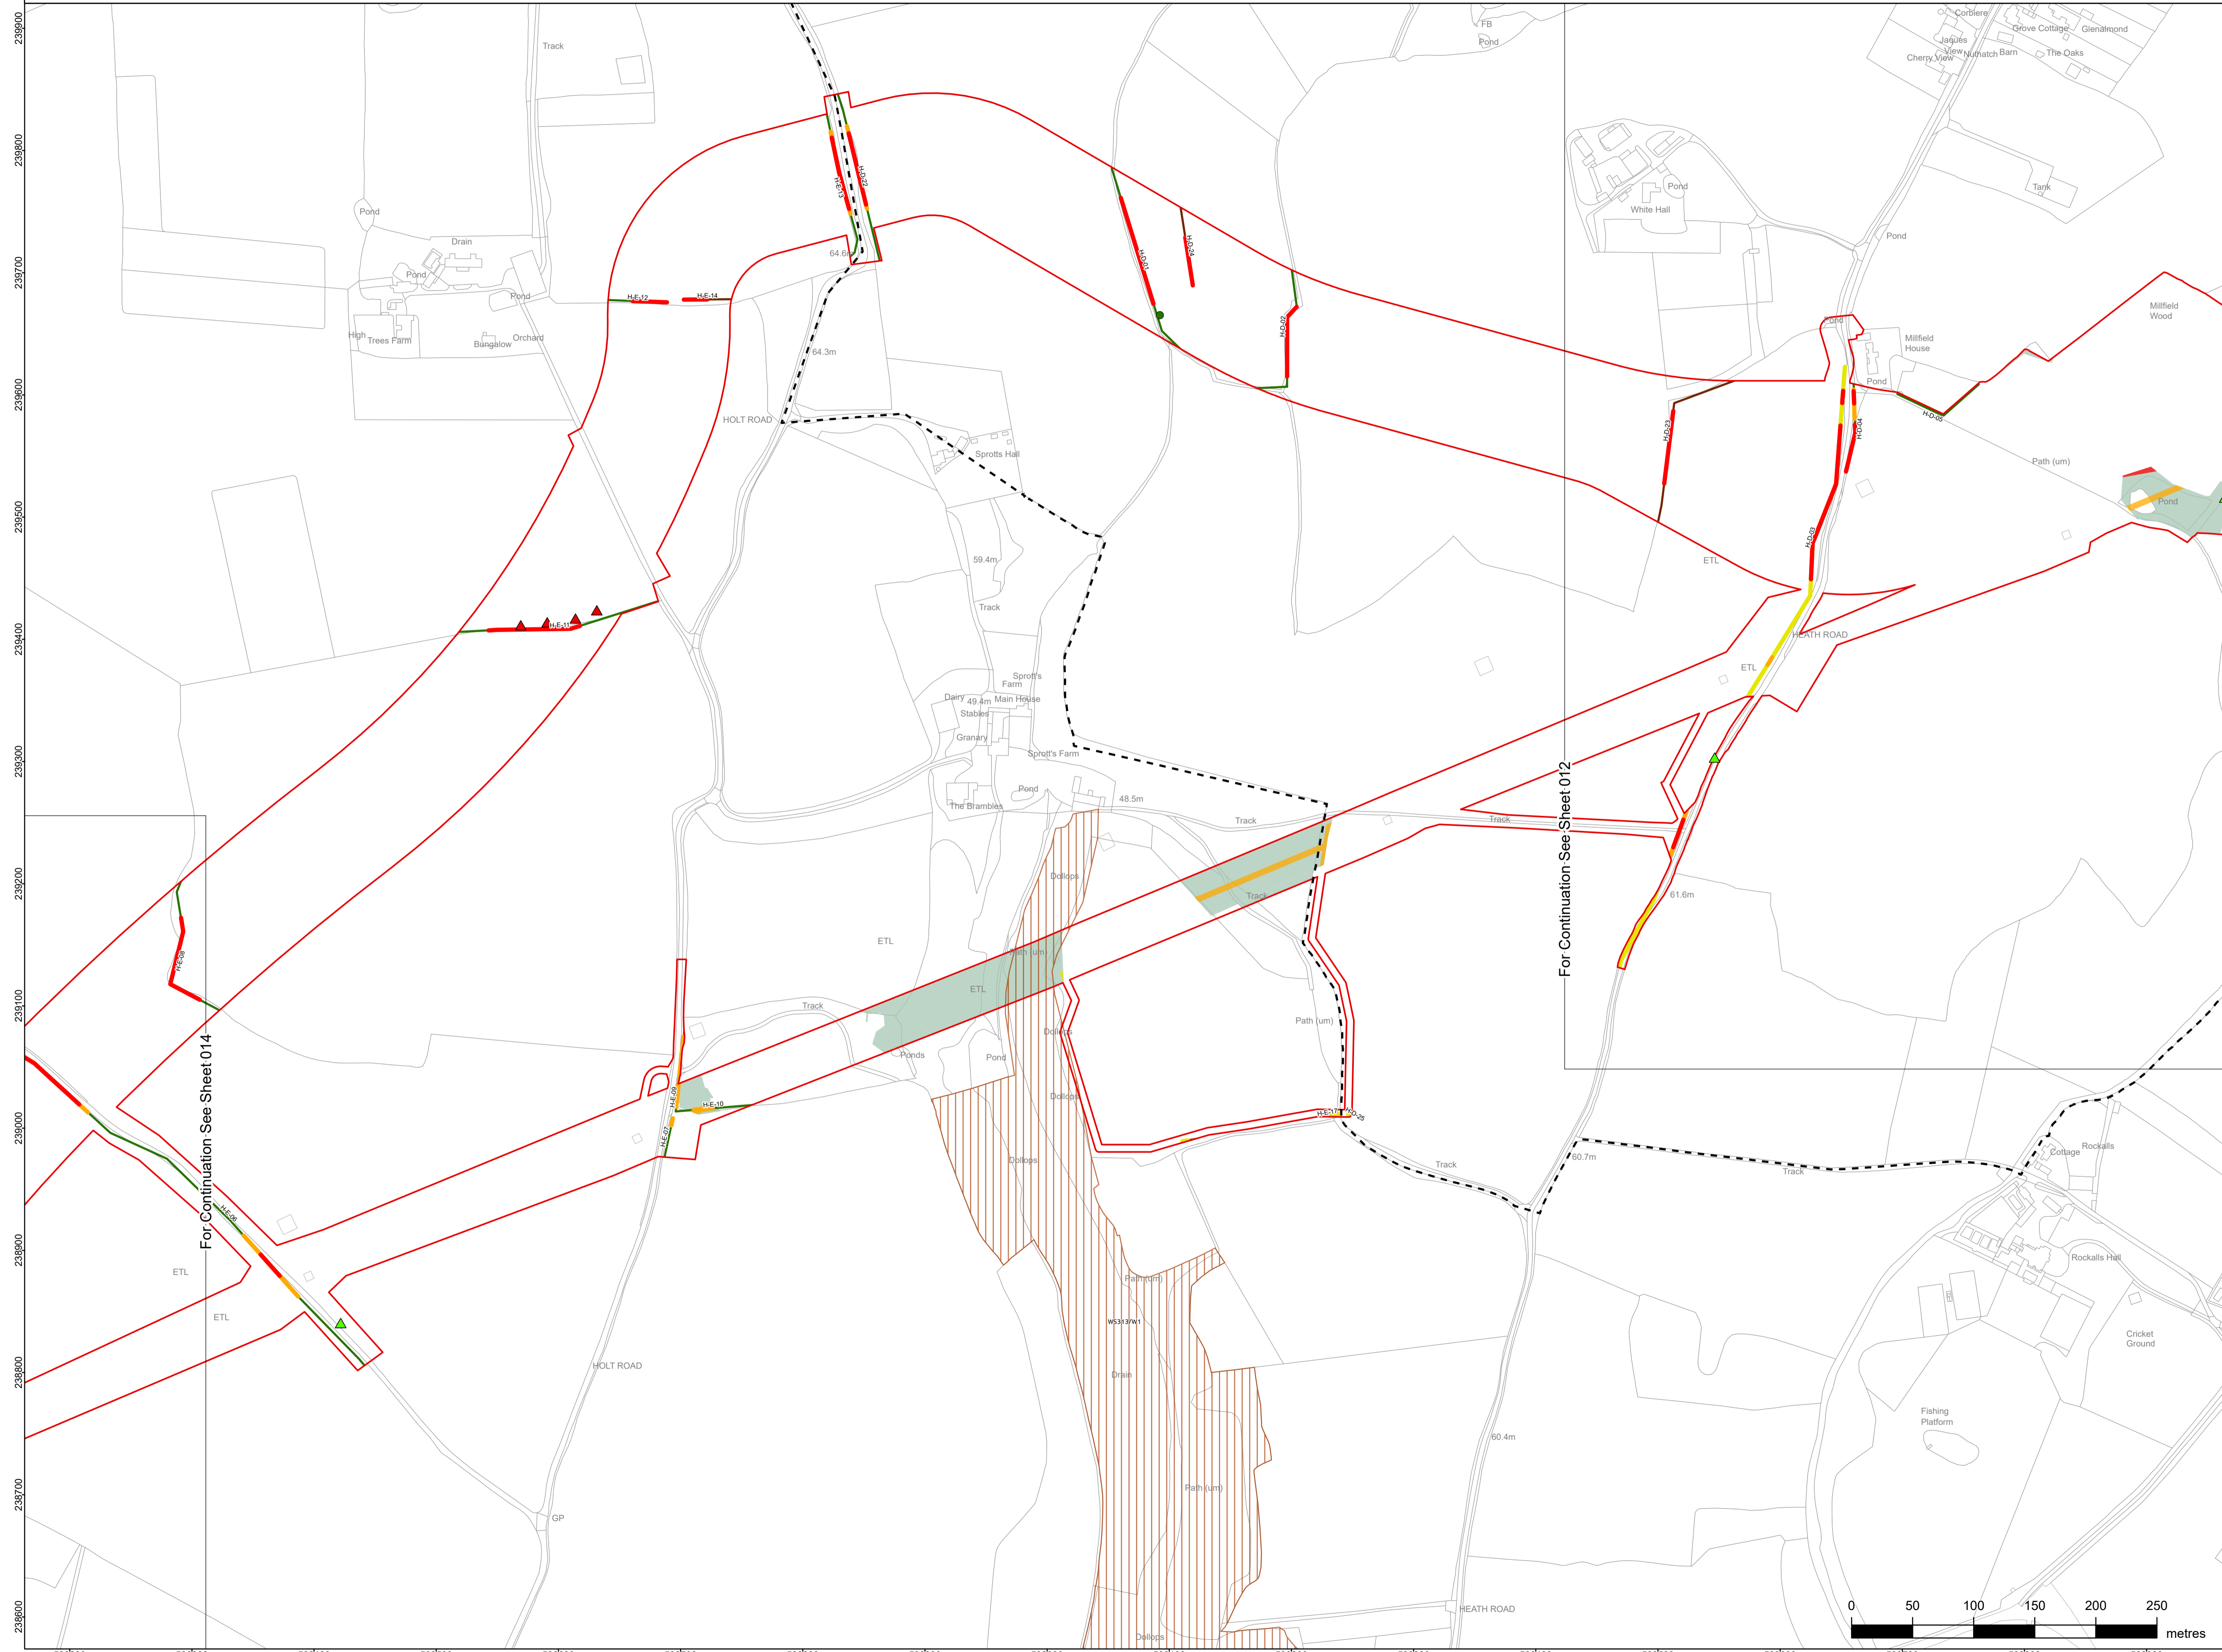 239900
239800
239700
239600
239500
239400
239300
239200
239100
239000
238900
238800
238700
238600
Track
FB
Pond
Corbiere
Grove Cottage
Glenalmond
Jaques
View
Nuthatch
Barn
The Oaks
Cherry View
Tank
Pond
White Hall
Pond
H-E-13
H-D-22
64.6m
Pond
Drain
Pond
Pond
High
Trees Farm
Bungalow
Orchard
H-E-12
H-E-14
64.3m
H-D-01
H-D-24
H-D-02
Pond
Millfield
House
Millfield
Wood
Pond
H-D-05
H-D-04
H-D-23
Path (um)
Pond
HOLT ROAD
Sprotts Hall
H-D-03
ETL
59.4m
Track
H-E-11
HEATH ROAD
ETL
Sprott's
Farm
Dairy
49.4m
Main House
Stables
Granary
Sprott's Farm
Pond
The Brambles
48.5m
Track
Track
For Continuation See Sheet 012
Dollops
Track
61.6m
H-E-08
ETL
Path (um)
ETL
Track
Path (um)
Dollops
Ponds
Pond
For Continuation See Sheet 014
H-E-09
H-E-10
Dollops
H-E-17
H-D-25
H-E-07
Dollops
Track
60.7m
Track
Rockalls
Cottage
H-E-06
Rockalls Hall
ETL
Path (um)
ETL
WS313/W1
Cricket
Ground
HOLT ROAD
Drain
Fishing
Platform
60.4m
Path (um)
GP
HEATH ROAD
Dollops
0 50 100 150 200 250
metres